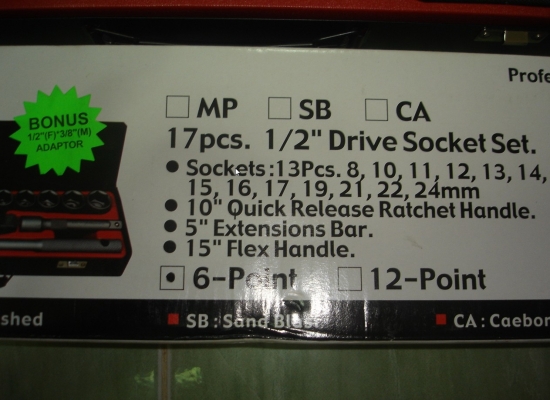 Profe
MP SB CA
BONUS
1/2"(F)*3/8"(M)
ADAPTOR
17pcs. 1/2" Drive Socket Set.
Sockets:13Pcs. 8, 10, 11, 12, 13, 14,
15, 16, 17, 19, 21, 22, 24mm
10" Quick Release Ratchet Handle.
5" Extensions Bar.
15" Flex Handle.
6-Point 12-Point
shed SB : Sand Blast CA : Caebon